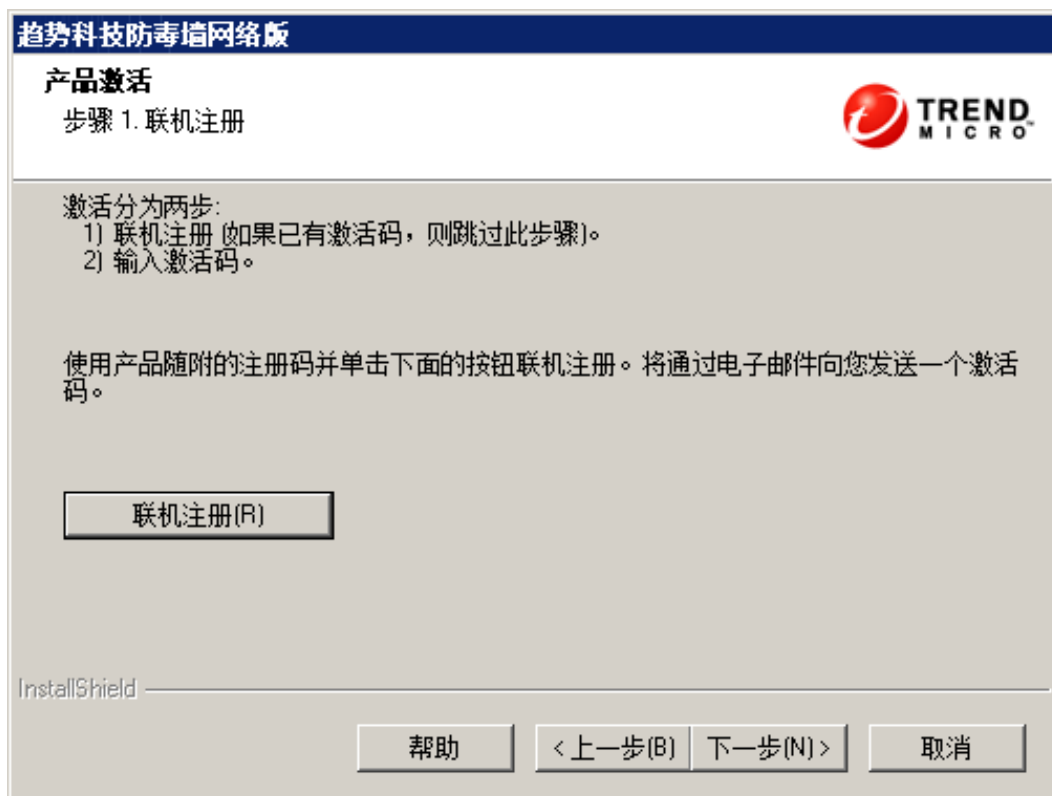 趋势科技防毒墙网络版
产品激活
步骤 1. 联机注册
TREND
MICRO
激活分为两步:
1) 联机注册 (如果已有激活码，则跳过此步骤)。
2) 输入激活码。
使用产品随附的注册码并单击下面的按钮联机注册。将通过电子邮件向您发送一个激活
码。
联机注册(R)
InstallShield
帮助
<上一步(B)
下一步(N)>
取消